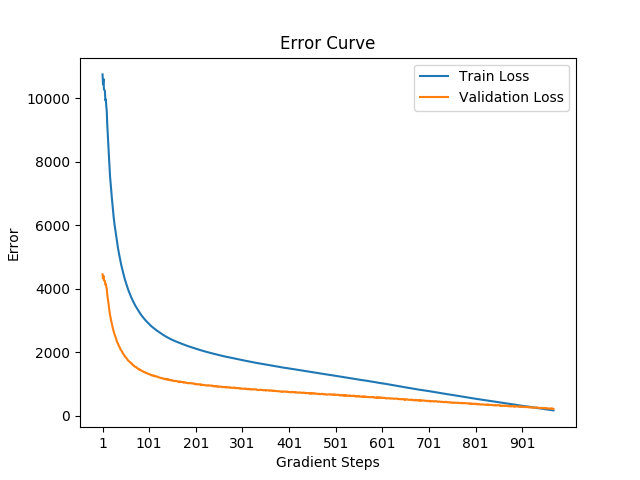 Error Curve
Train Loss
Validation Loss
10000
8000
6000
4000
2000
0
Error
1 101 201 301 401 501 601 701 801 901
Gradient Steps